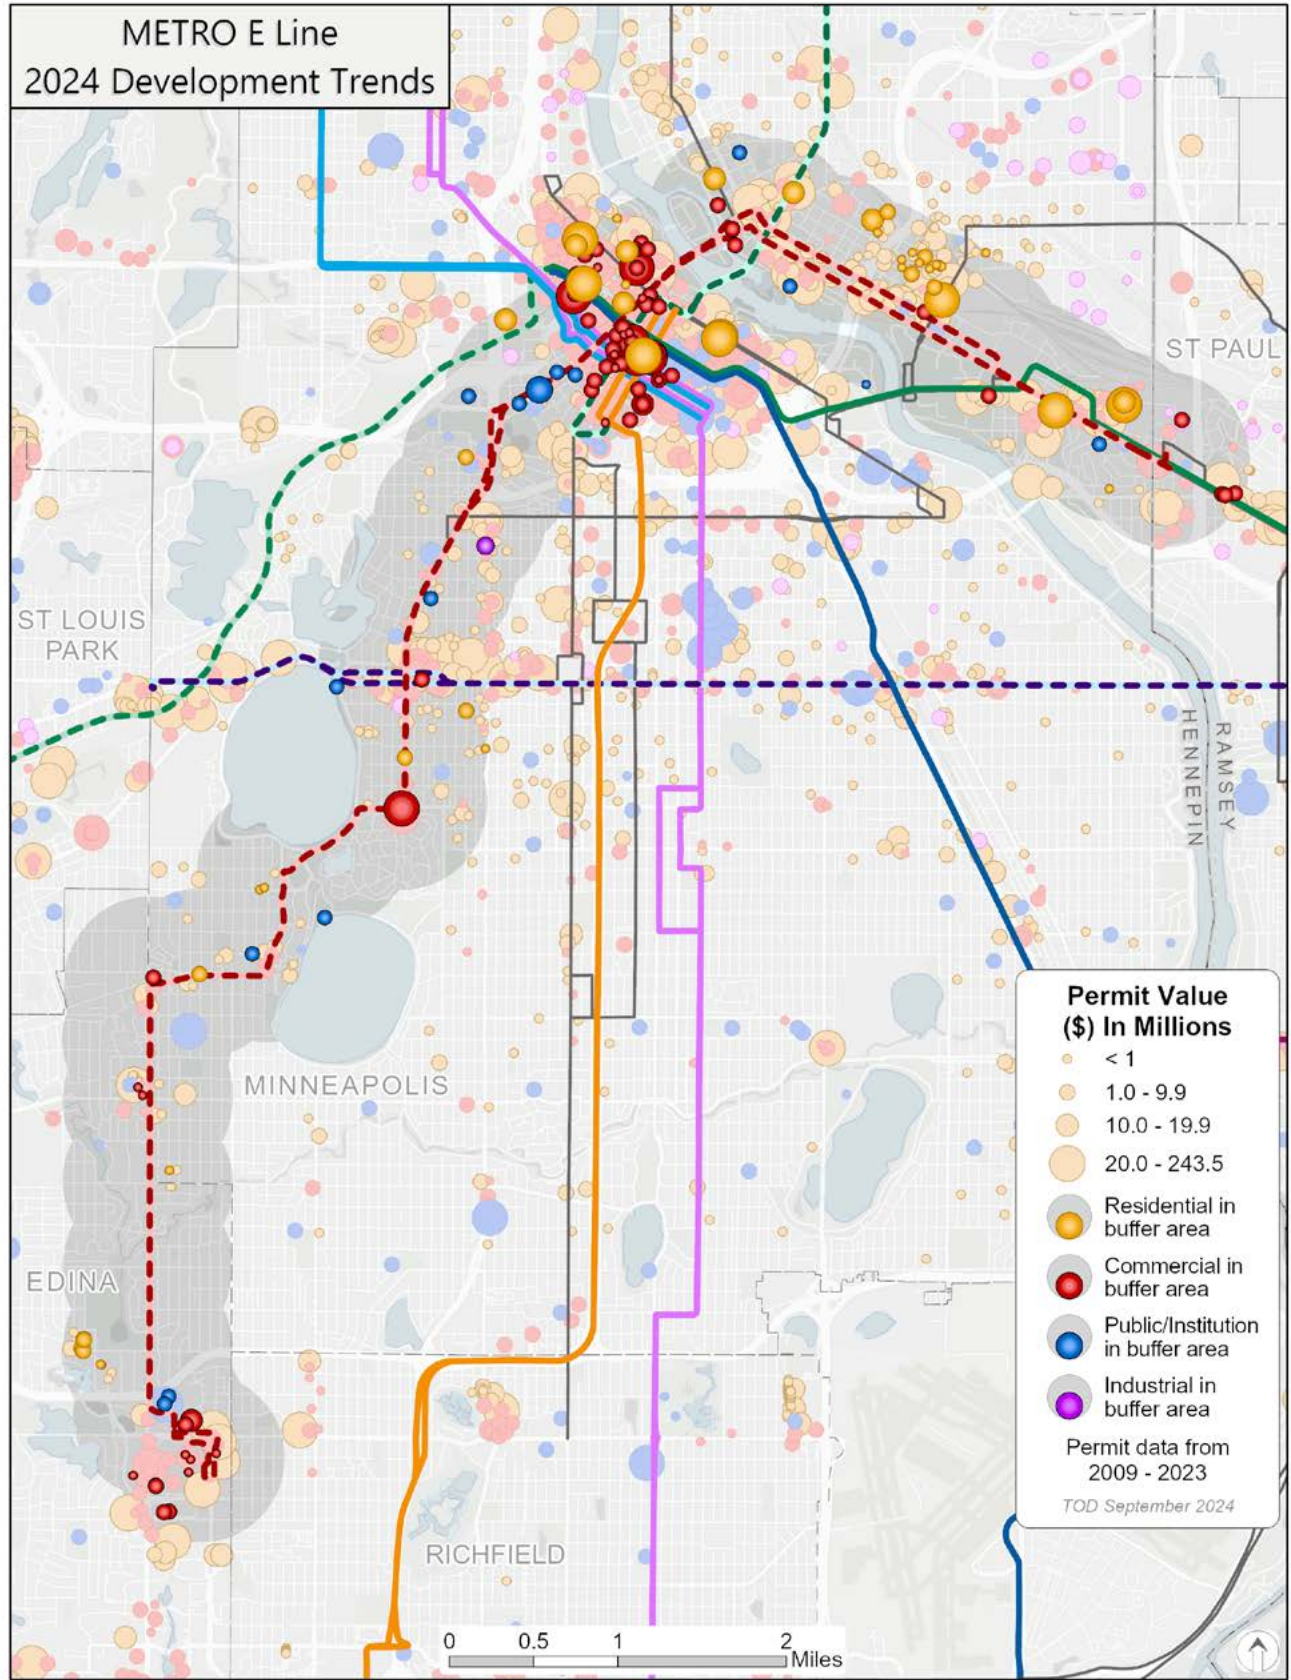 METRO E Line
2024 Development Trends
ST PAUL
ST LOUIS
PARK
HENNEPIN
RAMSEY
MINNEAPOLIS
EDINA
RICHFIELD
Permit Value
($) In Millions
< 1
1.0 - 9.9
10.0 - 19.9
20.0 - 243.5
Residential in
buffer area
Commercial in
buffer area
Public/Institution
in buffer area
Industrial in
buffer area
Permit data from
2009 - 2023
TOD September 2024
0 0.5 1 2
Miles